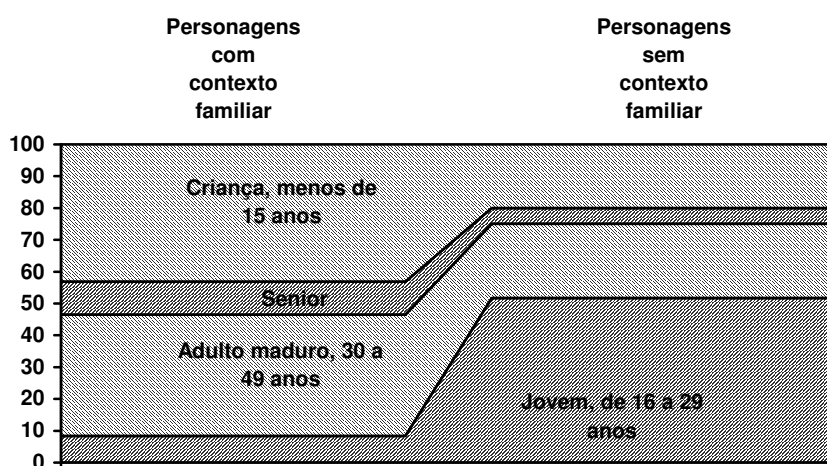 Personagens
com
contexto
familiar
Personagens
sem
contexto
familiar
100
90
80
70
60
50
40
30
20
10
0
Criança, menos de
15 anos
Sénior
Adulto maduro, 30 a
49 anos
Jovem, de 16 a 29
anos